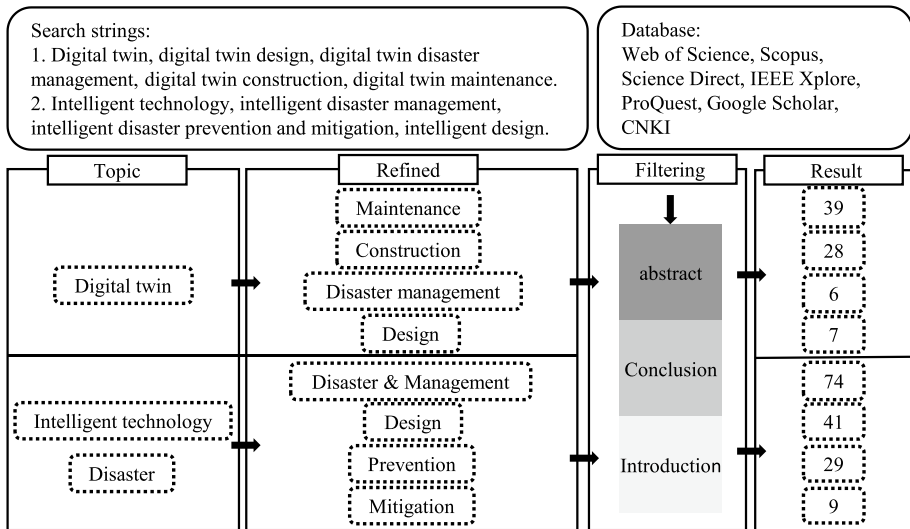 Search strings:
1. Digital twin, digital twin design, digital twin disaster
management, digital twin construction, digital twin maintenance.
2. Intelligent technology, intelligent disaster management,
intelligent disaster prevention and mitigation, intelligent design.
Database:
Web of Science, Scopus,
Science Direct, IEEE Xplore,
ProQuest, Google Scholar,
CNKI
Topic
Refined
Filtering
Result
Digital twin
Maintenance
Construction
Disaster management
Design
abstract
39
28
6
7
Intelligent technology
Disaster
Disaster & Management
Design
Prevention
Mitigation
Conclusion
Introduction
74
41
29
9